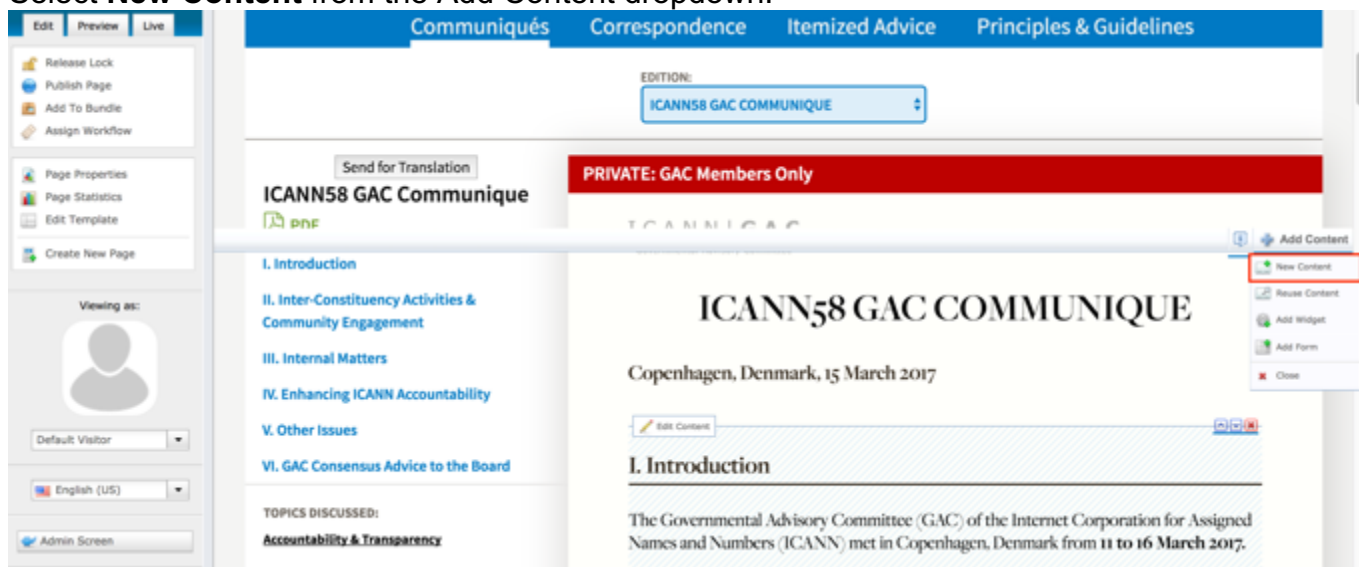 Select New Content from the Add Content dropdown.
Edit Preview Live
Communiqués Correspondence Itemized Advice Principles & Guidelines
Release Lock
Publish Page
Add To Bundle
Assign Workflow
EDITION:
ICANN58 GAC COMMUNIQUE
Page Properties
Page Statistics
Edit Template
Create New Page
Send for Translation
ICANN58 GAC Communique
PDF
PRIVATE: GAC Members Only
ICANN | GAC
Add Content
New Content
Reuse Content
Add Widget
Add Form
Close
I. Introduction
II. Inter-Constituency Activities &
Community Engagement
III. Internal Matters
IV. Enhancing ICANN Accountability
V. Other Issues
VI. GAC Consensus Advice to the Board
TOPICS DISCUSSED:
Accountability & Transparency
ICANN58 GAC COMMUNIQUE
Copenhagen, Denmark, 15 March 2017
Edit Content
I. Introduction
The Governmental Advisory Committee (GAC) of the Internet Corporation for Assigned
Names and Numbers (ICANN) met in Copenhagen, Denmark from 11 to 16 March 2017.
Viewing as:
Default Visitor
English (US)
Admin Screen